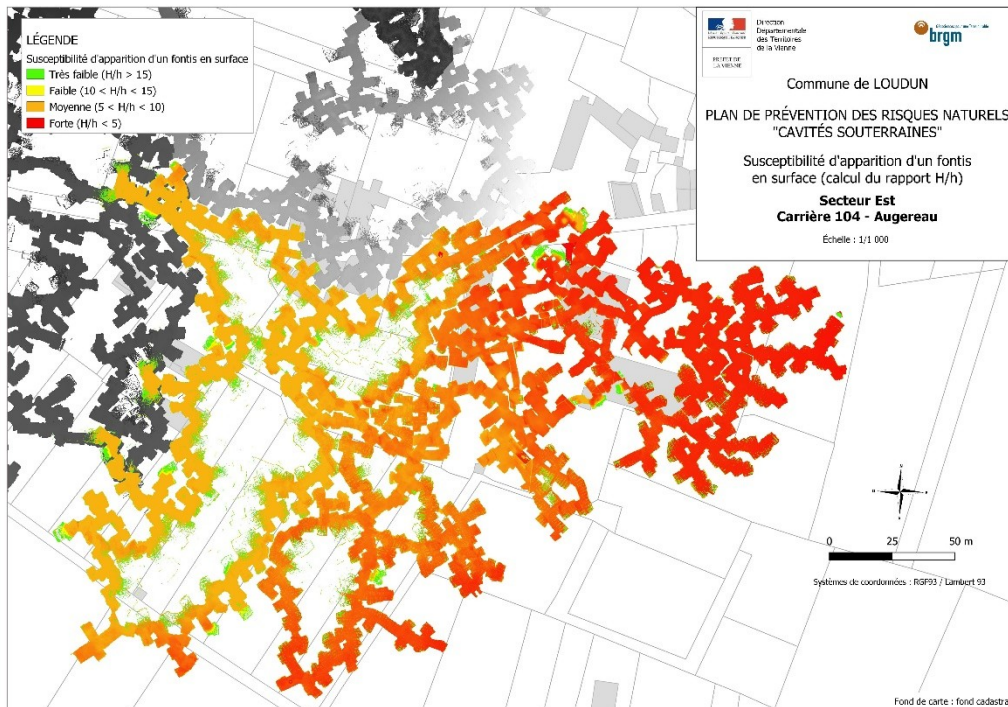 LÉGENDE
Susceptibilité d'apparition d'un fontis en surface
Très faible (H/h > 15)
Faible (10 < H/h < 15)
Moyenne (5 < H/h < 10)
Forte (H/h < 5)
Direction
Départementale
des Territoires
de la Vienne
PRÉFET DE
LA VIENNE
brgm
Commune de LOUDUN
PLAN DE PRÉVENTION DES RISQUES NATURELS
"CAVITÉS SOUTERRAINES"
Susceptibilité d'apparition d'un fontis
en surface (calcul du rapport H/h)
Secteur Est
Carrière 104 - Augereau
Échelle : 1/1 000
0 25 50 m
Systèmes de coordonnées : RGF93 / Lambert 93
Fond de carte : fond cadastra